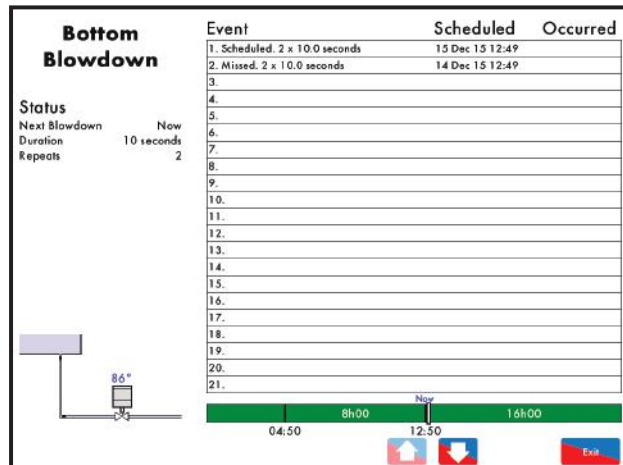 Bottom
Blowdown
Status
Next Blowdown Now
Duration 10 seconds
Repeats 2
86°
Event Scheduled Occurred
1. Scheduled. 2 x 10.0 seconds 15 Dec 15 12:49
2. Missed. 2 x 10.0 seconds 14 Dec 15 12:49
3.
4.
5.
6.
7.
8.
9.
10.
11.
12.
13.
14.
15.
16.
17.
18.
19.
20.
21.
Now
8h00 16h00
04:50 12:50
Exit